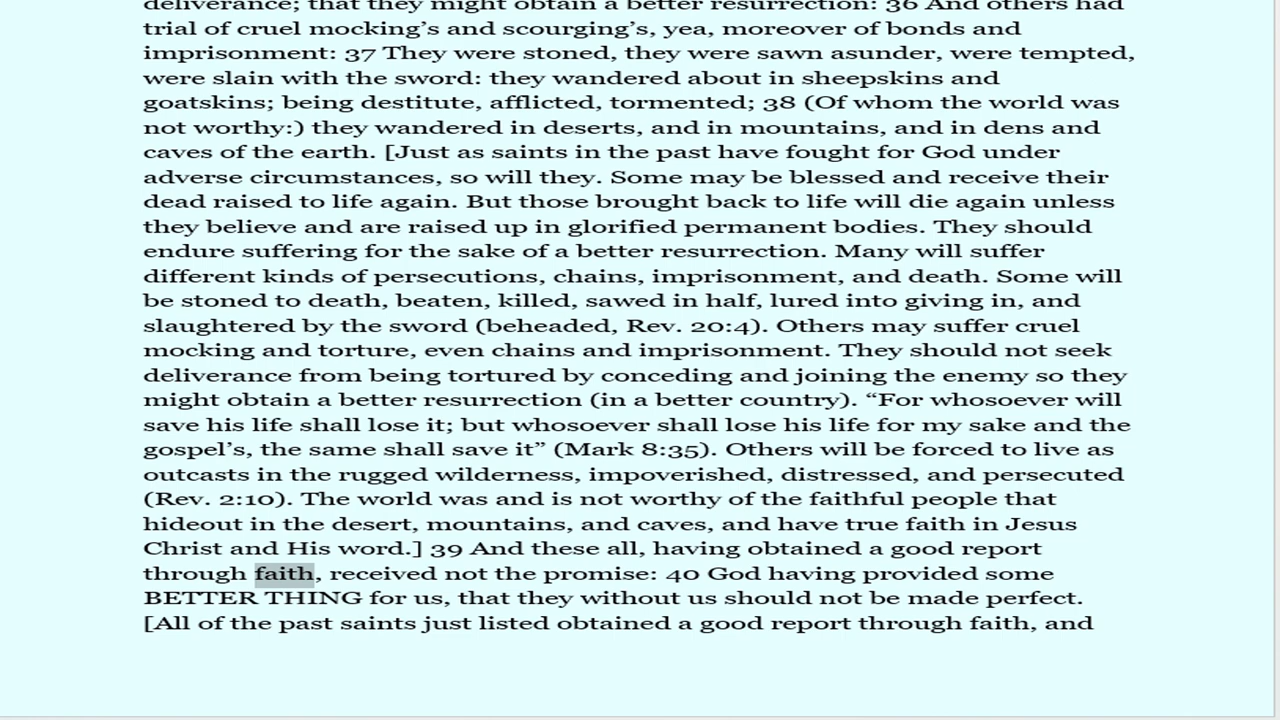 deliverance; that they might obtain a better resurrection: 36 And others had
trial of cruel mocking’s and scourging’s, yea, moreover of bonds and
imprisonment: 37 They were stoned, they were sawn asunder, were tempted,
were slain with the sword: they wandered about in sheepskins and
goatskins; being destitute, afflicted, tormented; 38 (Of whom the world was
not worthy:) they wandered in deserts, and in mountains, and in dens and
caves of the earth. [Just as saints in the past have fought for God under
adverse circumstances, so will they. Some may be blessed and receive their
dead raised to life again. But those brought back to life will die again unless
they believe and are raised up in glorified permanent bodies. They should
endure suffering for the sake of a better resurrection. Many will suffer
different kinds of persecutions, chains, imprisonment, and death. Some will
be stoned to death, beaten, killed, sawed in half, lured into giving in, and
slaughtered by the sword (beheaded, Rev. 20:4). Others may suffer cruel
mocking and torture, even chains and imprisonment. They should not seek
deliverance from being tortured by conceding and joining the enemy so they
might obtain a better resurrection (in a better country). “For whosoever will
save his life shall lose it; but whosoever shall lose his life for my sake and the
gospel’s, the same shall save it” (Mark 8:35). Others will be forced to live as
outcasts in the rugged wilderness, impoverished, distressed, and persecuted
(Rev. 2:10). The world was and is not worthy of the faithful people that
hideout in the desert, mountains, and caves, and have true faith in Jesus
Christ and His word.] 39 And these all, having obtained a good report
through faith, received not the promise: 40 God having provided some
BETTER THING for us, that they without us should not be made perfect.
[All of the past saints just listed obtained a good report through faith, and